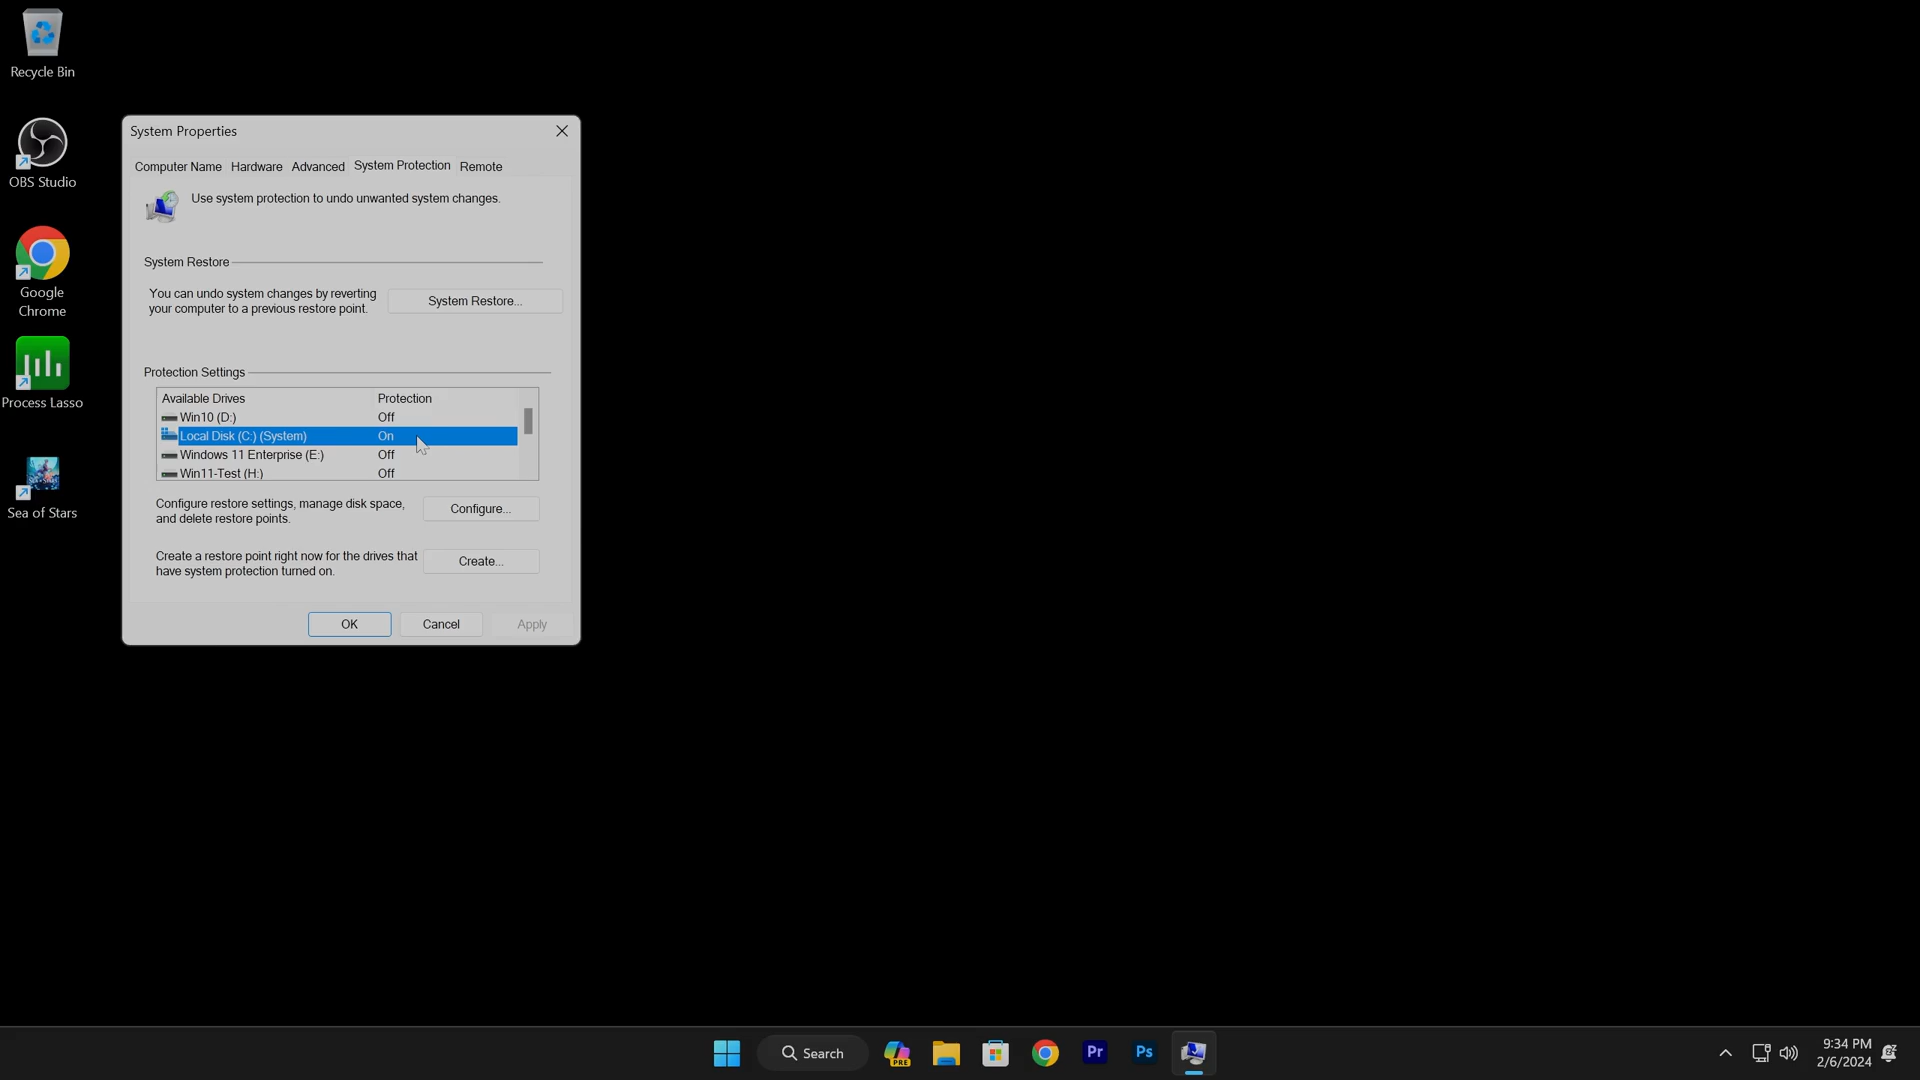 Recycle Bin
OBS Studio
Google
Chrome
Process Lasso
Sea of Stars
System Properties
Computer Name Hardware Advanced System Protection Remote
Use system protection to undo unwanted system changes.
System Restore
You can undo system changes by reverting
your computer to a previous restore point.
System Restore...
Protection Settings
Available Drives Protection
Win10 (D:) Off
Local Disk (C:) (System) On
Windows 11 Enterprise (E:) Off
Win11-Test (H:) Off
Configure restore settings, manage disk space,
and delete restore points.
Configure...
Create a restore point right now for the drives that
have system protection turned on.
Create...
OK Cancel Apply
Search
PRE
Pr
Ps
9:34 PM
2/6/2024